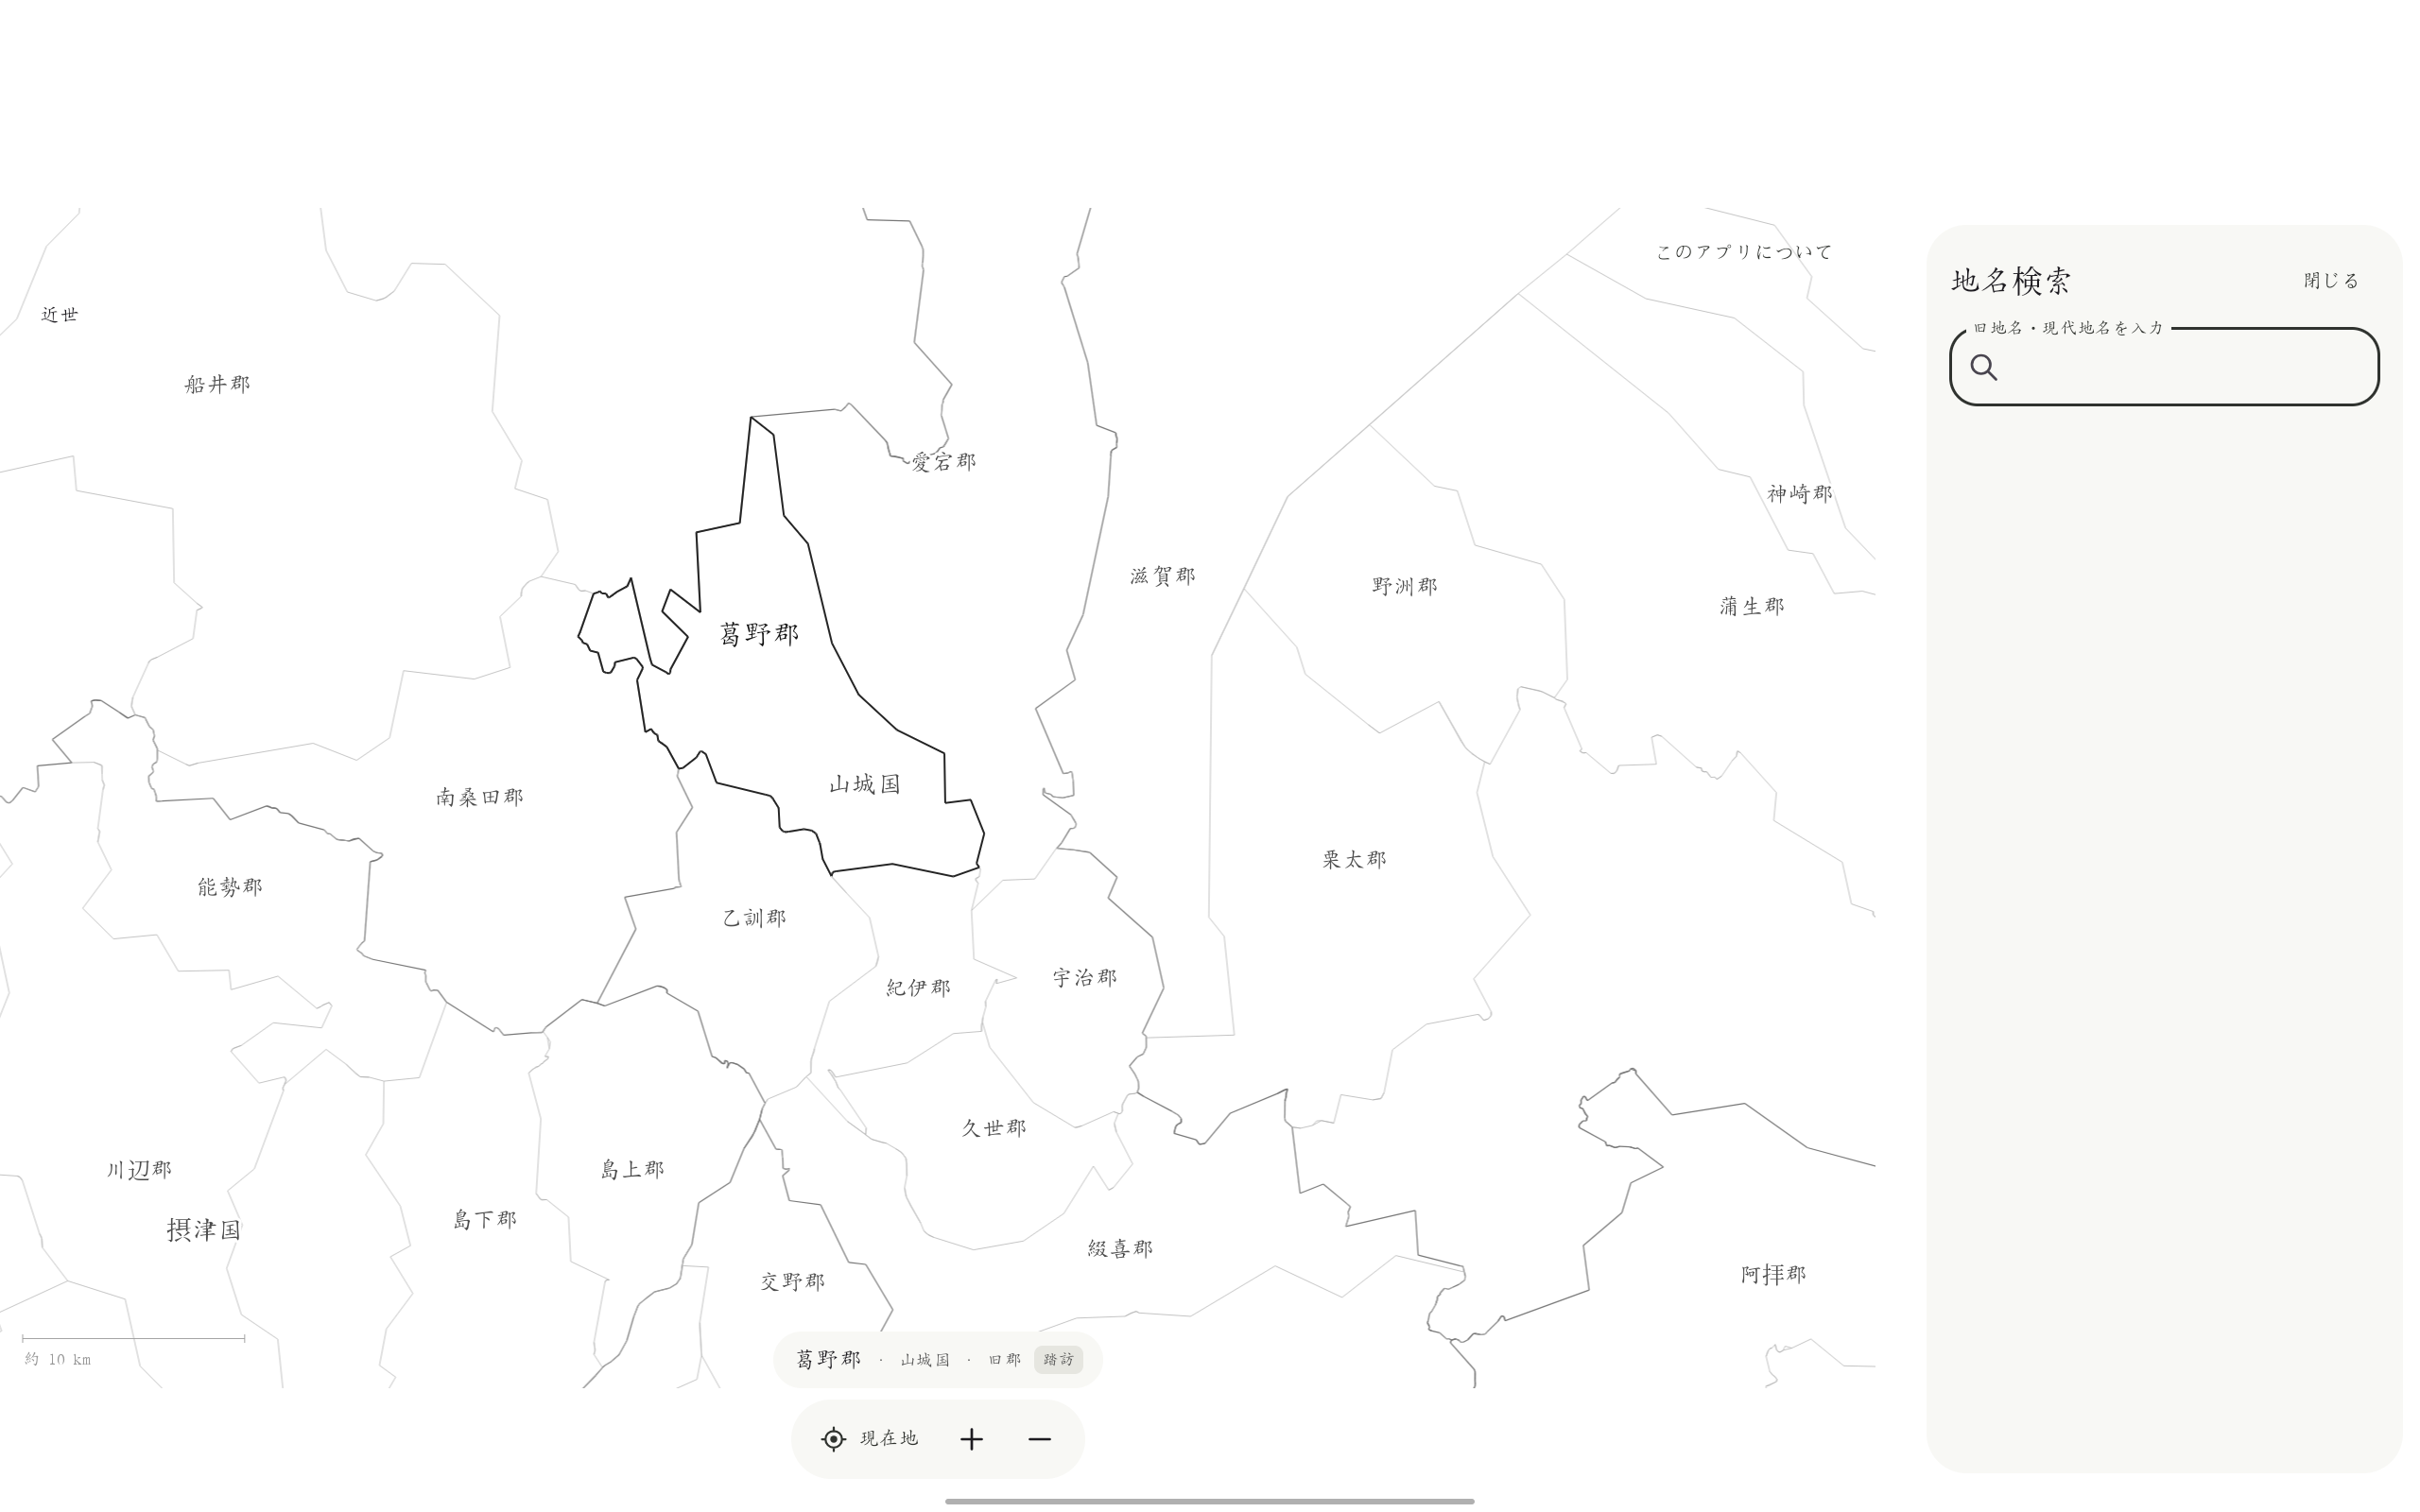 このアプリについて
地名検索
閉じる
近世
旧地名・現代地名を入力
船井郡
愛宕郡
神崎郡
滋賀郡
野洲郡
蒲生郡
葛野郡
山城国
南桑田郡
栗太郡
能勢郡
乙訓郡
紀伊郡
宇治郡
久世郡
川辺郡
島上郡
摂津国
島下郡
綴喜郡
交野郡
阿拝郡
約 10 km
葛野郡 · 山城国 · 旧郡 踏訪
現在地